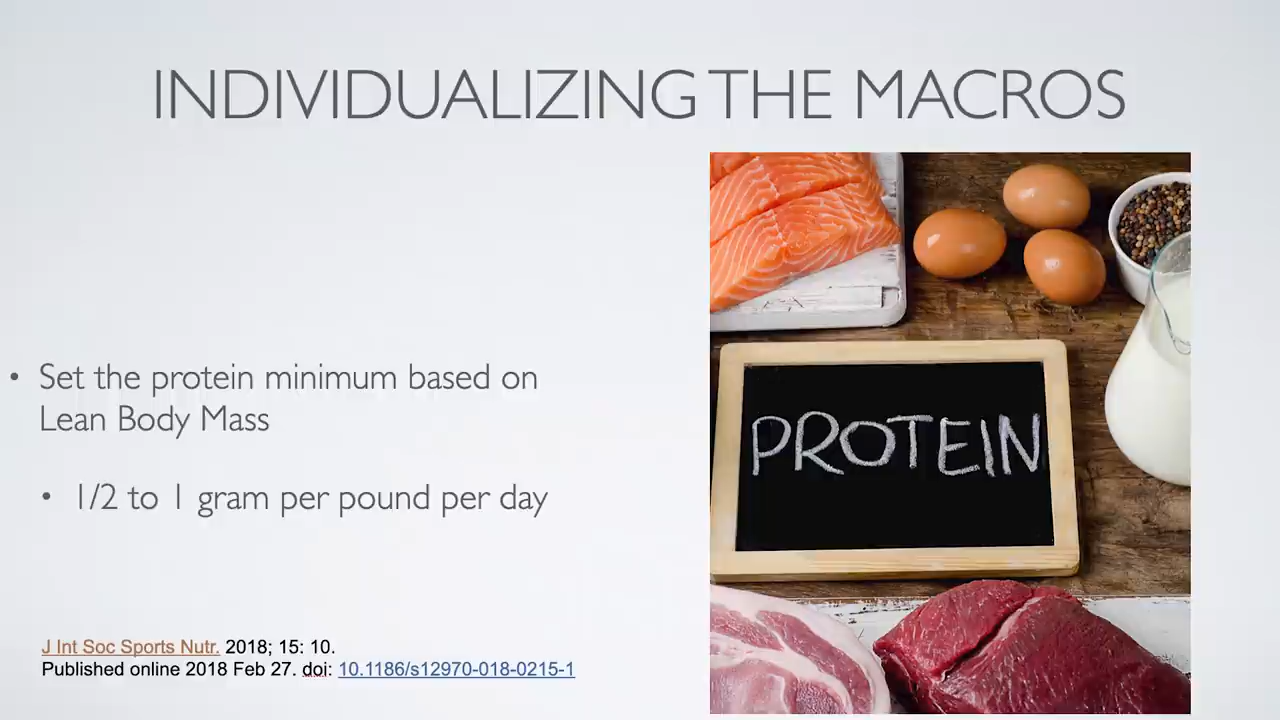 INDIVIDUALIZING THE MACROS
• Set the protein minimum based on
Lean Body Mass
• 1/2 to 1 gram per pound per day
PROTEIN
J Int Soc Sports Nutr. 2018; 15: 10.
Published online 2018 Feb 27. doi: 10.1186/s12970-018-0215-1